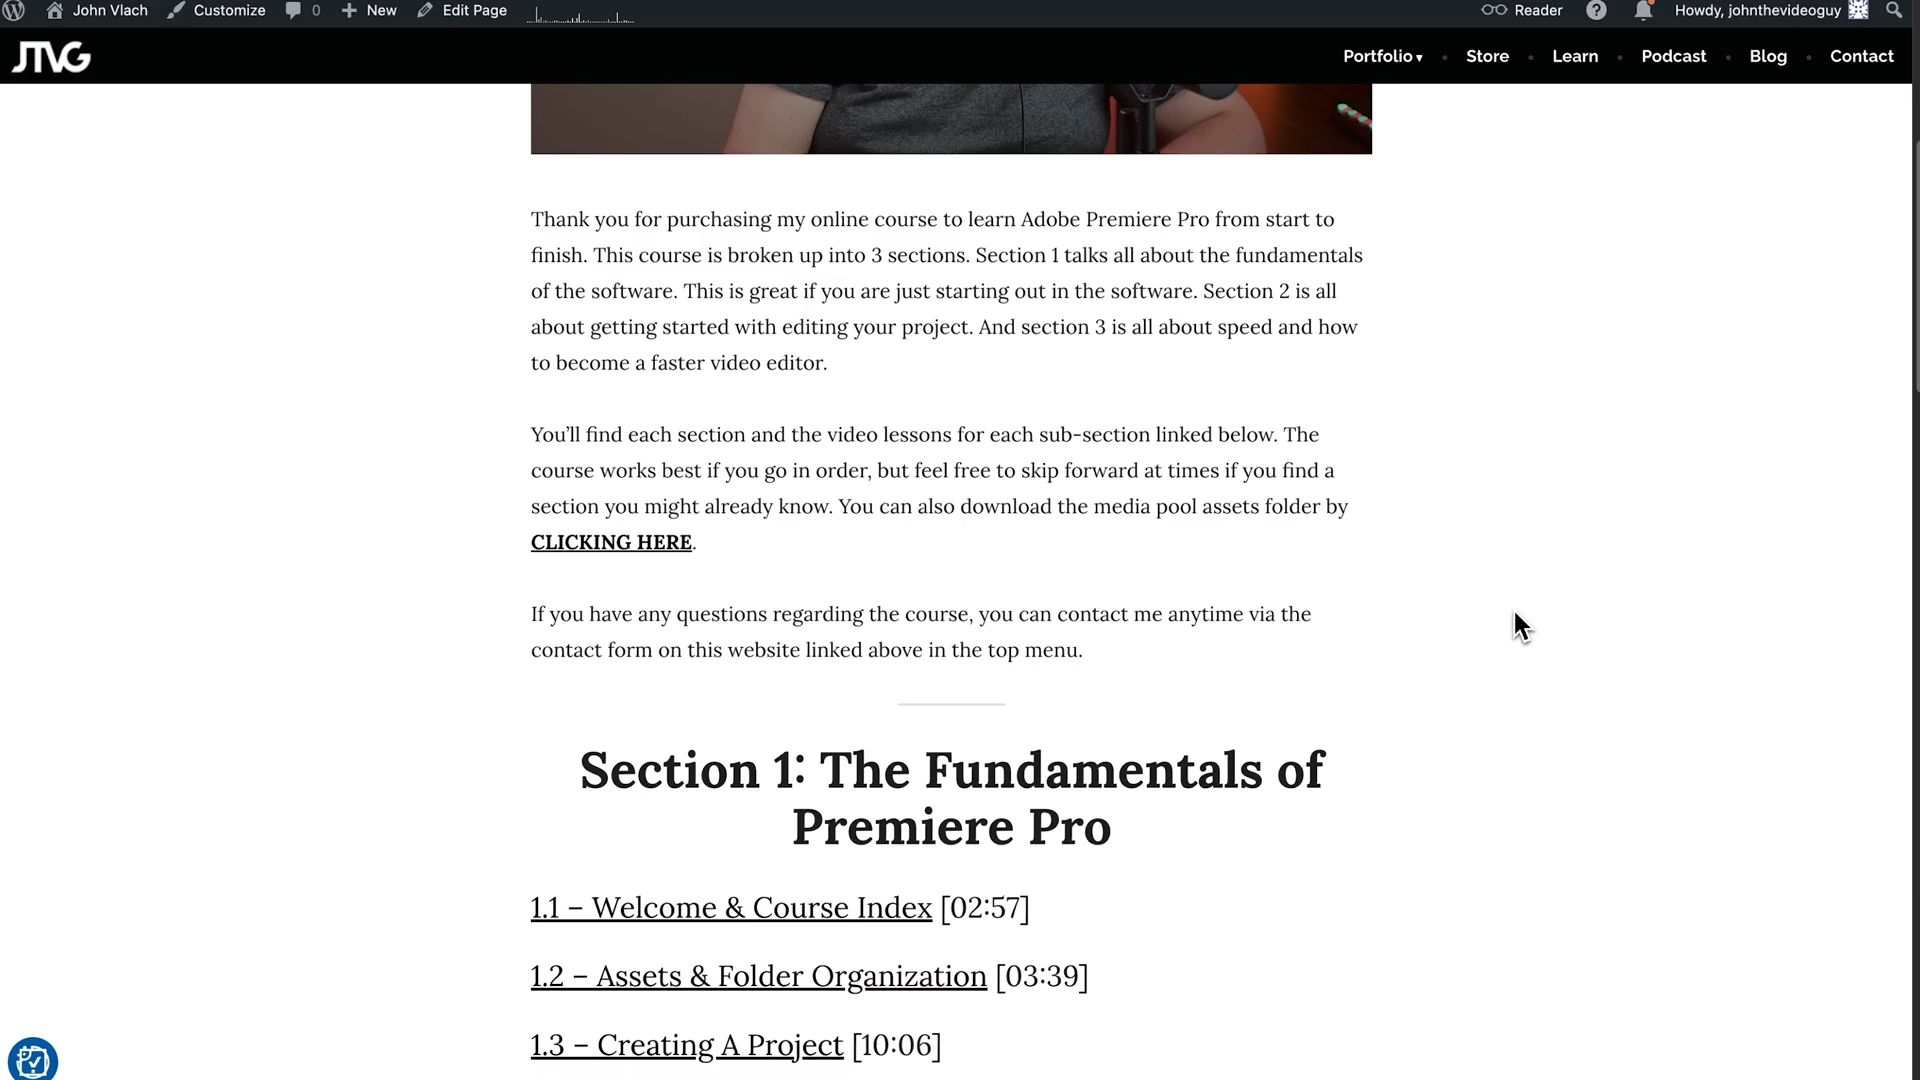 John Vlach Customize 0 New Edit Page Reader Howdy, johnthevideoguy
JTVG Portfolio▾ Store Learn Podcast Blog Contact
Thank you for purchasing my online course to learn Adobe Premiere Pro from start to
finish. This course is broken up into 3 sections. Section 1 talks all about the fundamentals
of the software. This is great if you are just starting out in the software. Section 2 is all
about getting started with editing your project. And section 3 is all about speed and how
to become a faster video editor.
You’ll find each section and the video lessons for each sub-section linked below. The
course works best if you go in order, but feel free to skip forward at times if you find a
section you might already know. You can also download the media pool assets folder by
CLICKING HERE.
If you have any questions regarding the course, you can contact me anytime via the
contact form on this website linked above in the top menu.
Section 1: The Fundamentals of
Premiere Pro
1.1 – Welcome & Course Index [02:57]
1.2 – Assets & Folder Organization [03:39]
1.3 – Creating A Project [10:06]